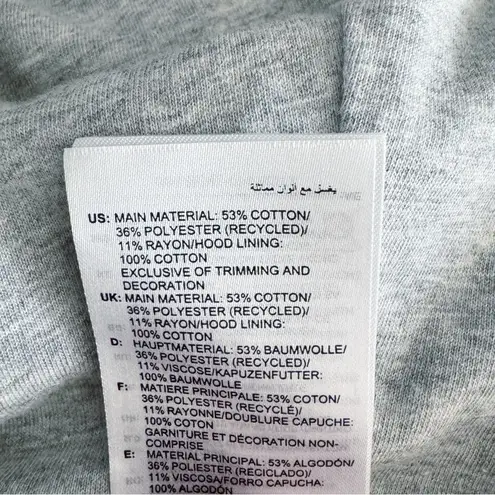 يغسل مع ألوان مماثلة
US: MAIN MATERIAL: 53% COTTON/
36% POLYESTER (RECYCLED)/
11% RAYON/HOOD LINING:
100% COTTON
EXCLUSIVE OF TRIMMING AND
DECORATION
UK: MAIN MATERIAL: 53% COTTON/
36% POLYESTER (RECYCLED)/
11% RAYON/HOOD LINING:
100% COTTON
D: HAUPTMATERIAL: 53% BAUMWOLLE/
36% POLYESTER (RECYCELT)/
11% VISCOSE/KAPUZENFUTTER:
100% BAUMWOLLE
F: MATIERE PRINCIPALE: 53% COTON/
36% POLYESTER (RECYCLÉ)/
11% RAYONNE/DOUBLURE CAPUCHE:
100% COTON
GARNITURE ET DÉCORATION NON-
COMPRISE
E: MATERIAL PRINCIPAL: 53% ALGODÓN/
36% POLIESTER (RECICLADO)/
11% VISCOSA/FORRO CAPUCHA:
100% ALGODÓN